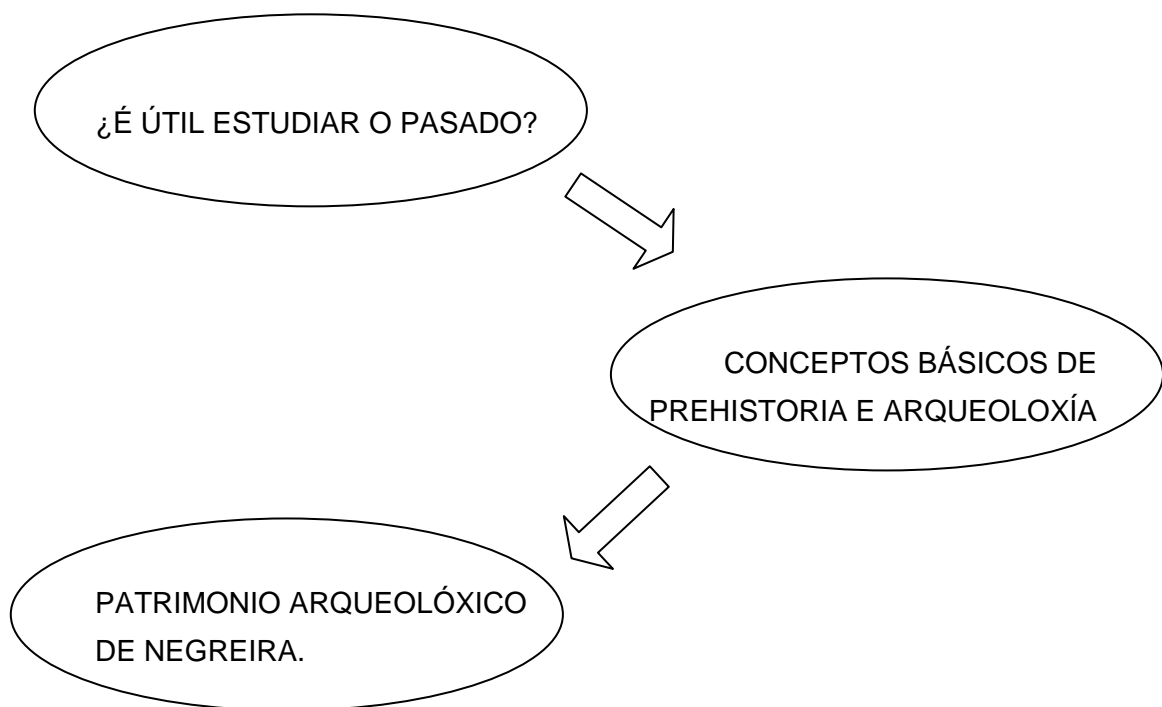 ¿É ÚTIL ESTUDIAR O PASADO?
CONCEPTOS BÁSICOS DE
PREHISTORIA E ARQUEOLOXÍA
PATRIMONIO ARQUEOLÓXICO
DE NEGREIRA.